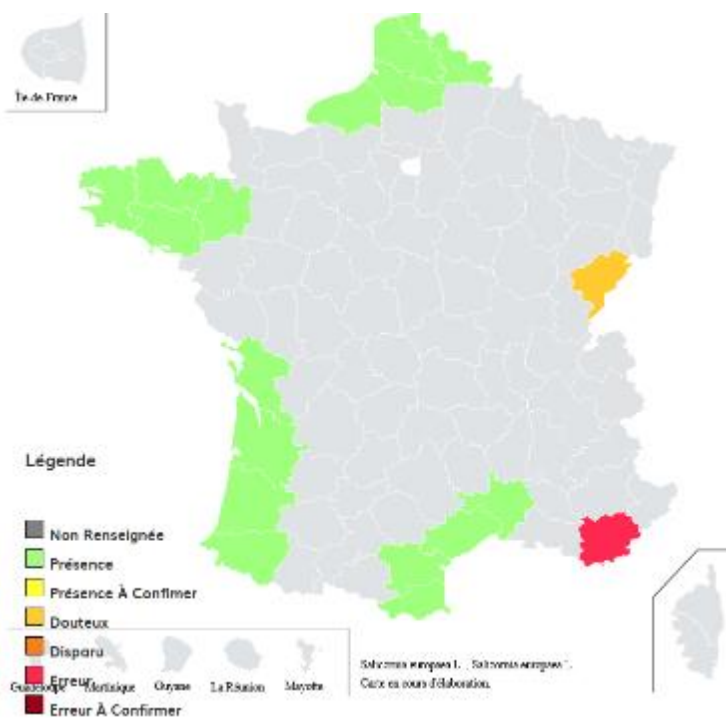 Île-de-France
Légende
Non Renseignée
Présence
Présence À Confimer
Douteux
Disparu
Erreur
Guadeloupe Martinique Guyane La Réunion Mayotte
Erreur À Confirmer
Salicornia europaea L. , Salicornia europaea
Carte en cours d'élaboration.